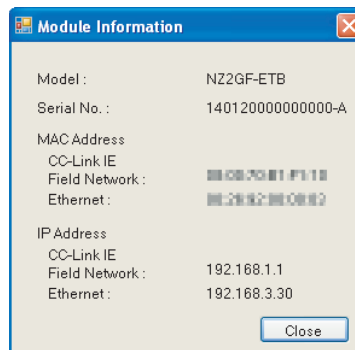 Module Information
Model : NZ2GF-ETB
Serial No. : 140120000000000-A
MAC Address
CC-Link IE
Field Network :
Ethernet :
IP Address
CC-Link IE
Field Network : 192.168.1.1
Ethernet : 192.168.3.30
Close